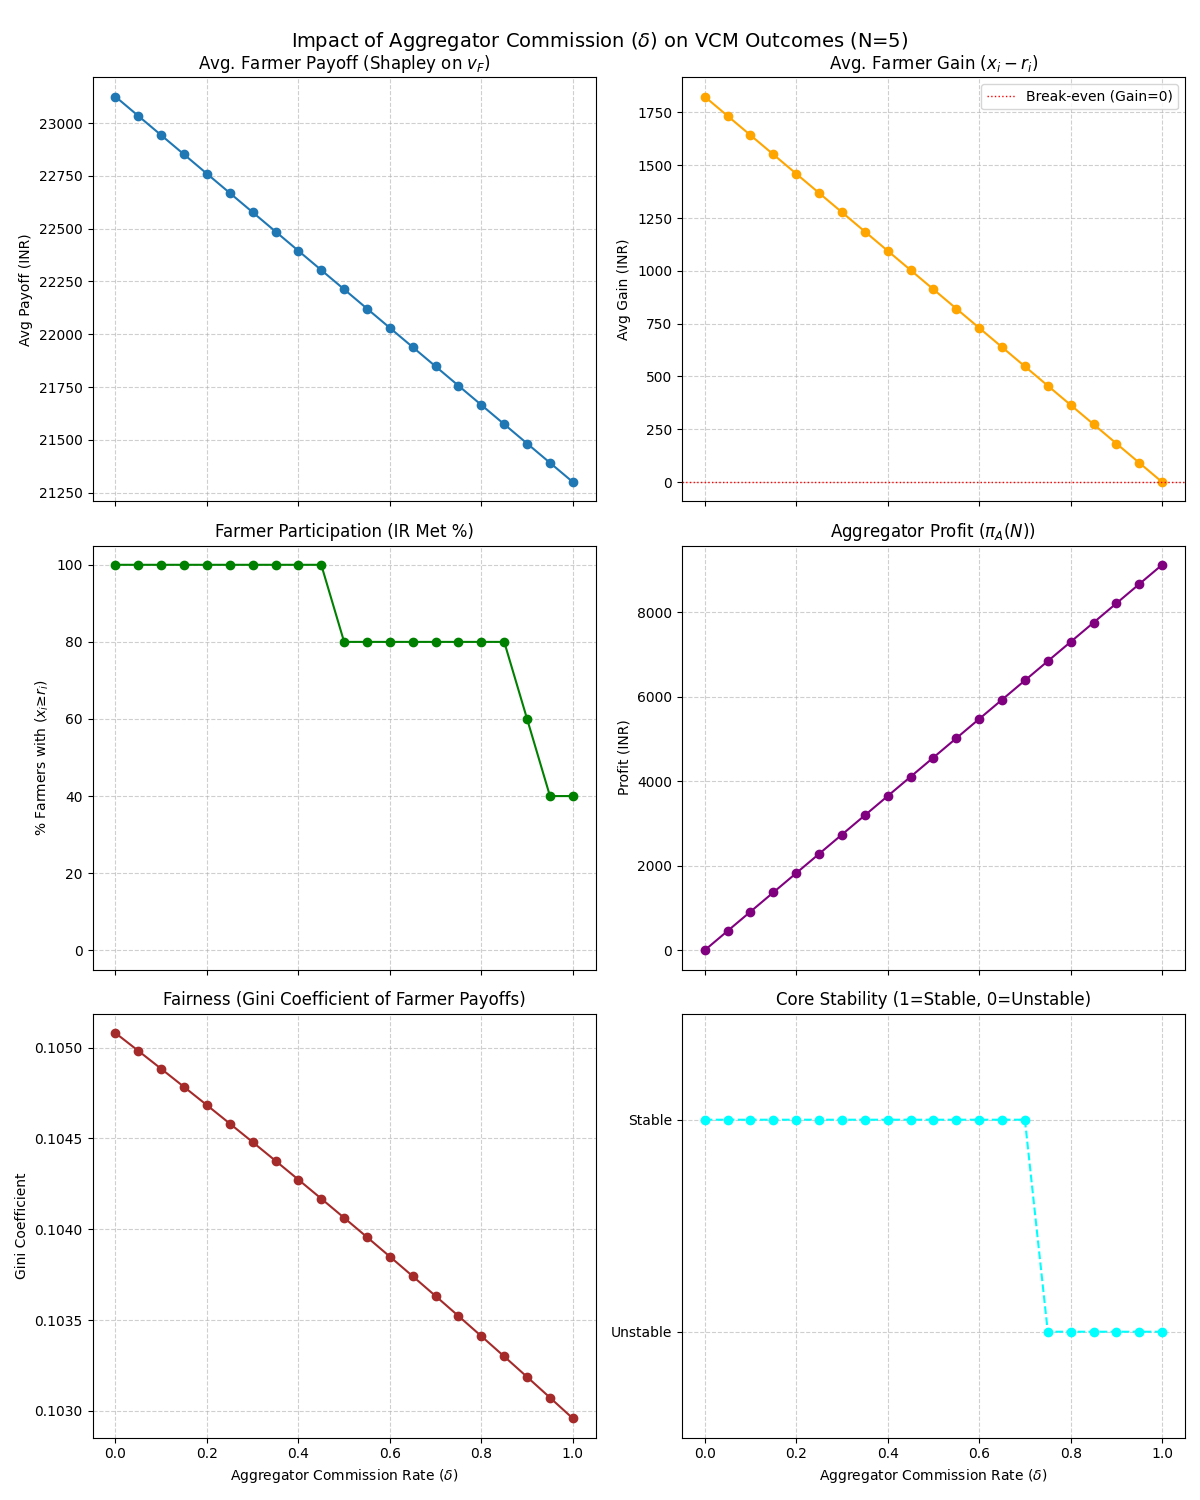 Impact of Aggregator Commission (δ) on VCM Outcomes (N=5)
Avg. Farmer Payoff (Shapley on v_F)
Avg Payoff (INR)
23000
22750
22500
22250
22000
21750
21500
21250
Avg. Farmer Gain (x_i − r_i)
Break-even (Gain=0)
Avg Gain (INR)
1750
1500
1250
1000
750
500
250
0
Farmer Participation (IR Met %)
% Farmers with (x_i≥r_i)
100
80
60
40
20
0
Aggregator Profit (π_A(N))
Profit (INR)
8000
6000
4000
2000
0
Fairness (Gini Coefficient of Farmer Payoffs)
Gini Coefficient
0.1050
0.1045
0.1040
0.1035
0.1030
0.0 0.2 0.4 0.6 0.8 1.0
Aggregator Commission Rate (δ)
Core Stability (1=Stable, 0=Unstable)
Stable
Unstable
0.0 0.2 0.4 0.6 0.8 1.0
Aggregator Commission Rate (δ)